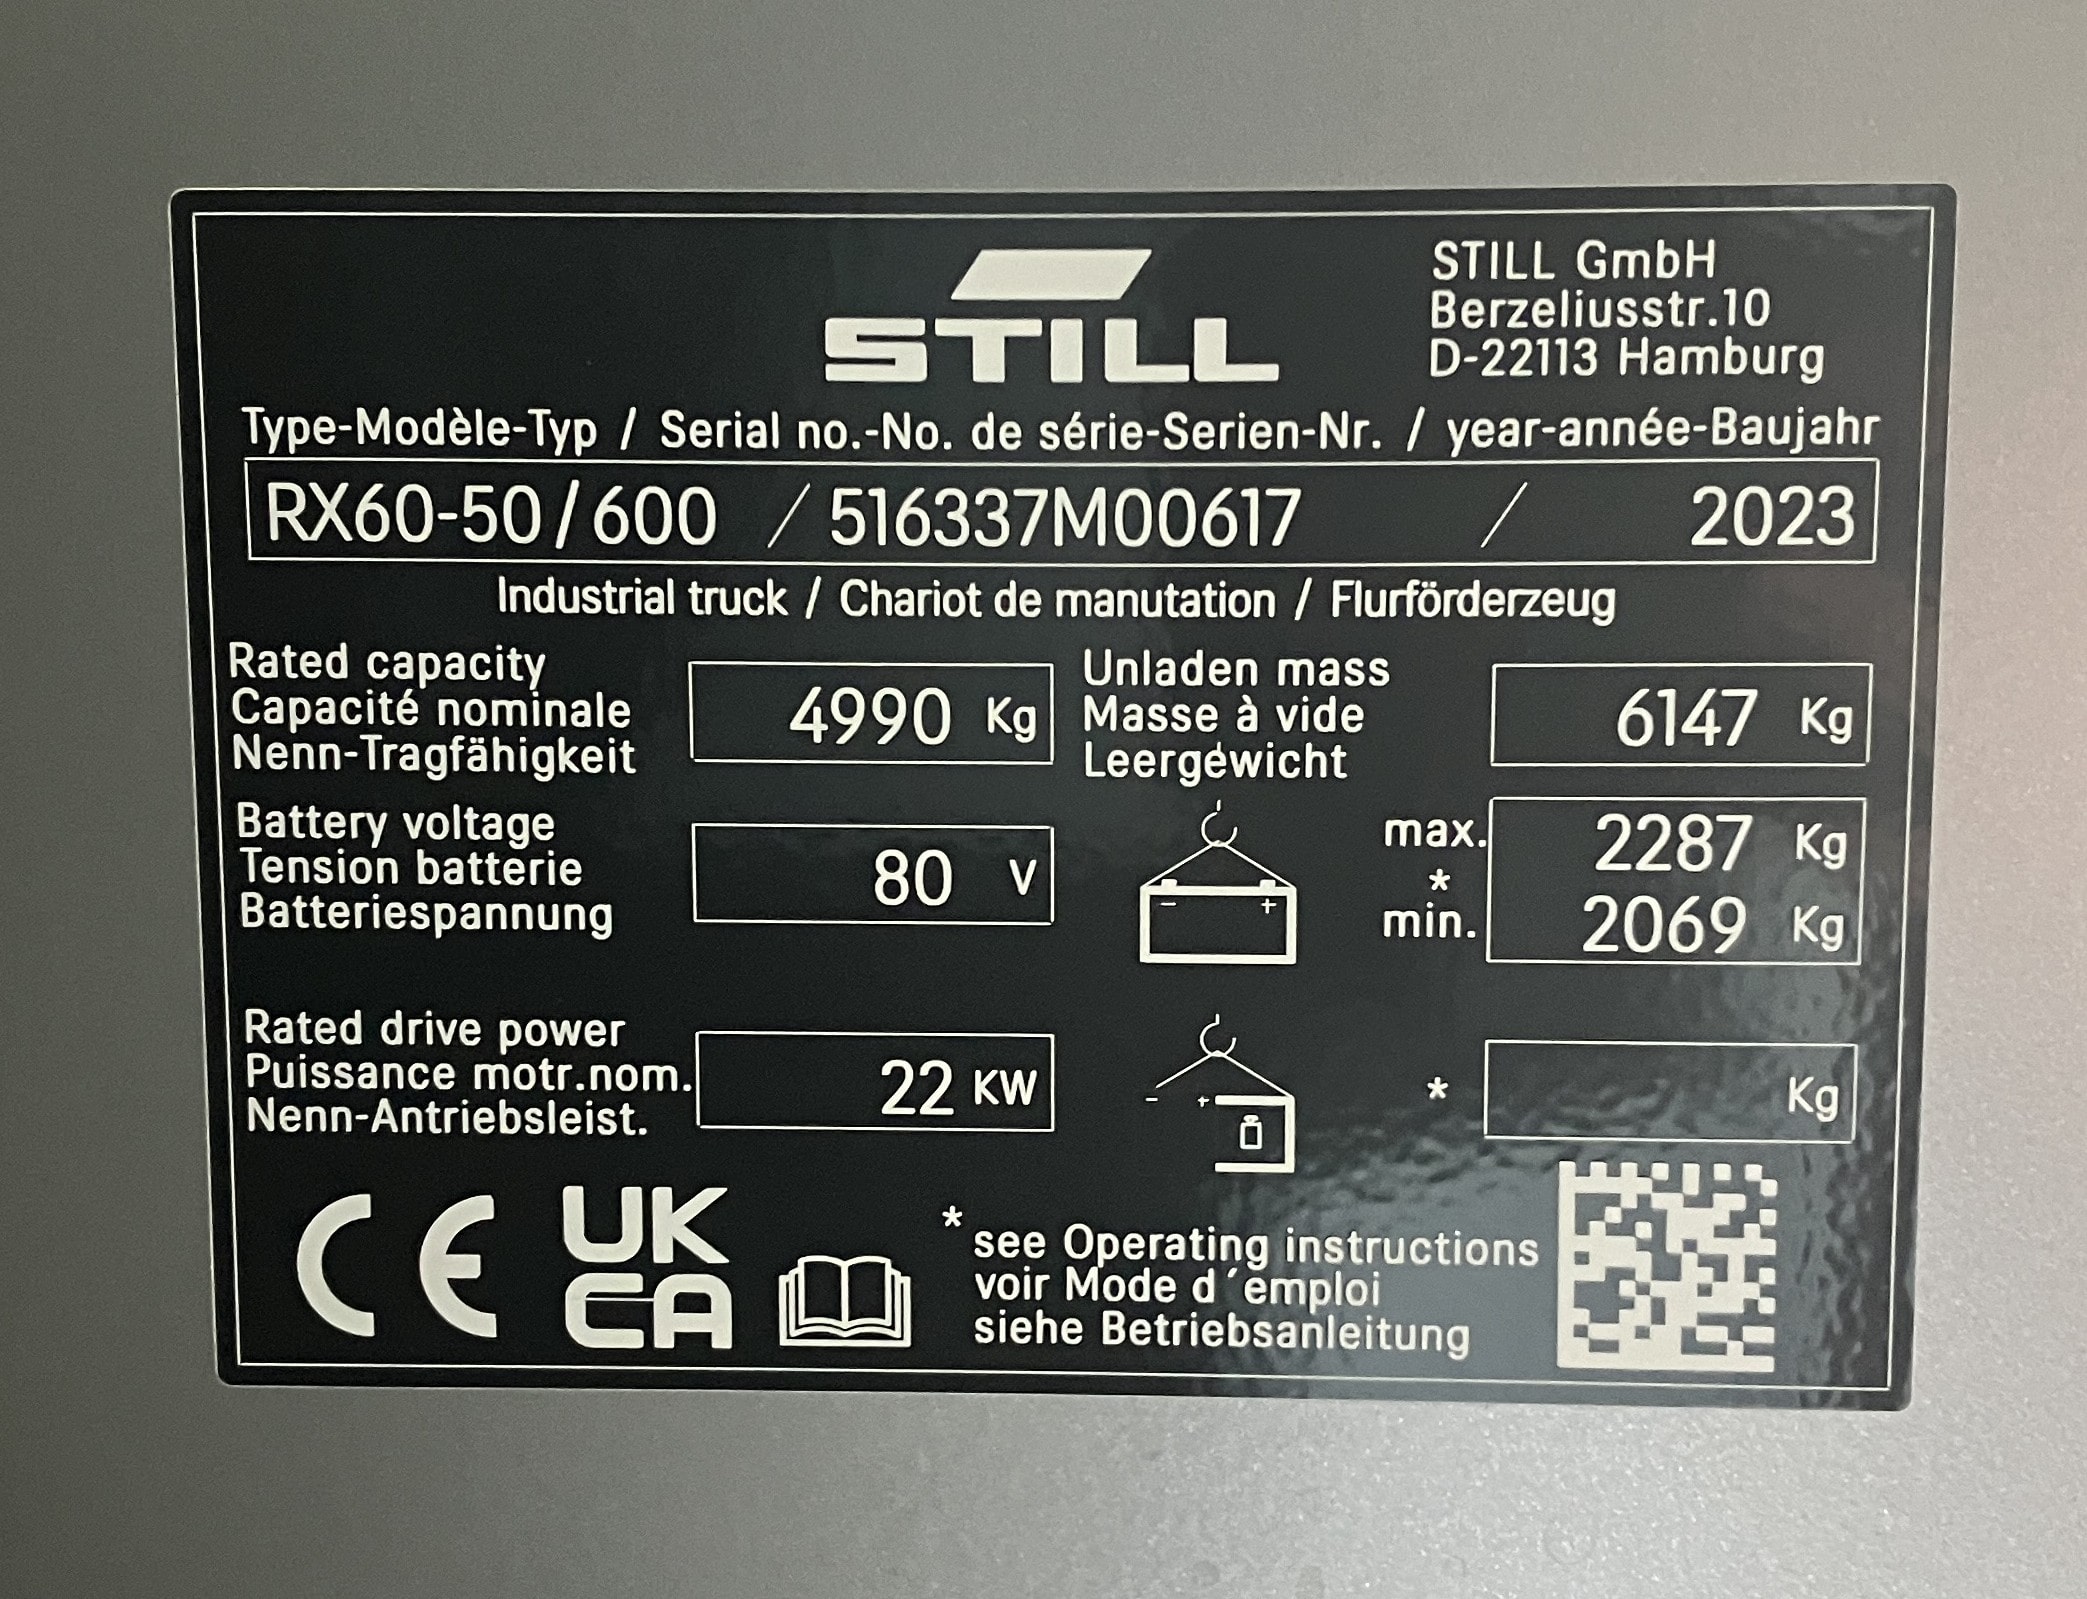 STILL
STILL GmbH
Berzeliusstr.10
D-22113 Hamburg
Type-Modèle-Typ / Serial no.-No. de série-Serien-Nr. / year-année-Baujahr
RX60-50/600 / 516337M00617 / 2023
Industrial truck / Chariot de manutation / Flurförderzeug
Rated capacity
Capacité nominale
Nenn-Tragfähigkeit
4990 Kg
Unladen mass
Masse à vide
Leergewicht
6147 Kg
Battery voltage
Tension batterie
Batteriespannung
80 V
- +
max. 2287 Kg
*
min. 2069 Kg
Rated drive power
Puissance motr.nom.
Nenn-Antriebsleist.
22 KW
- +
* Kg
CE
UK
CA
* see Operating instructions
voir Mode d´emploi
siehe Betriebsanleitung